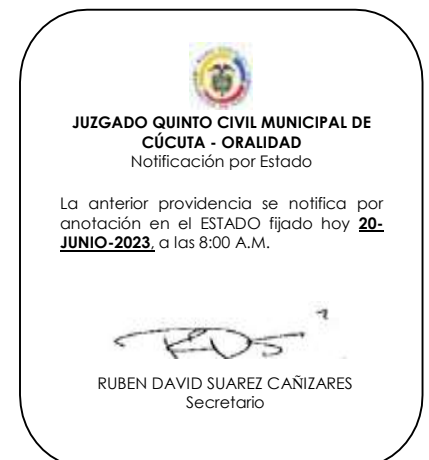 JUZGADO QUINTO CIVIL MUNICIPAL DE
CÚCUTA - ORALIDAD
Notificación por Estado
La anterior providencia se notifica por
anotación en el ESTADO fijado hoy 20-
JUNIO-2023, a las 8:00 A.M.
RUBEN DAVID SUAREZ CAÑIZARES
Secretario